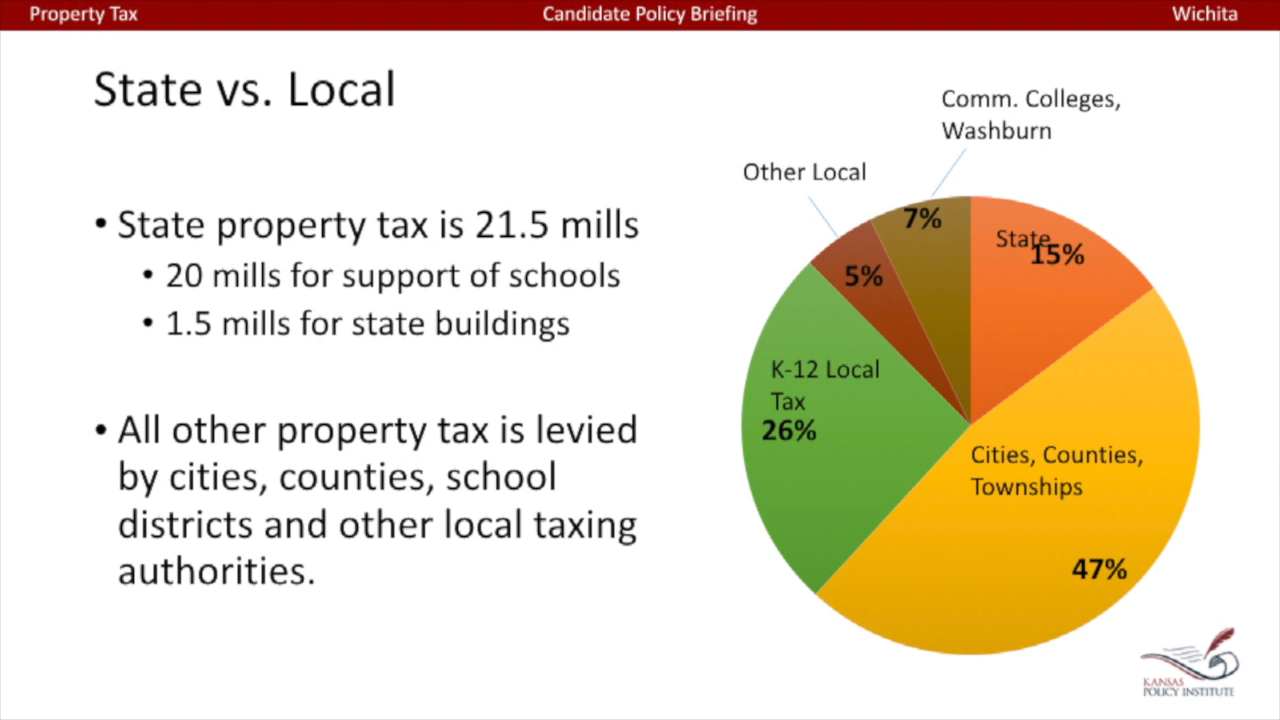 Property Tax
Candidate Policy Briefing
Wichita
State vs. Local
• State property tax is 21.5 mills
• 20 mills for support of schools
• 1.5 mills for state buildings
• All other property tax is levied
by cities, counties, school
districts and other local taxing
authorities.
Comm. Colleges,
Washburn
Other Local
7%
State
15%
5%
K-12 Local
Tax
26%
Cities, Counties,
Townships
47%
KANSAS
POLICY INSTITUTE